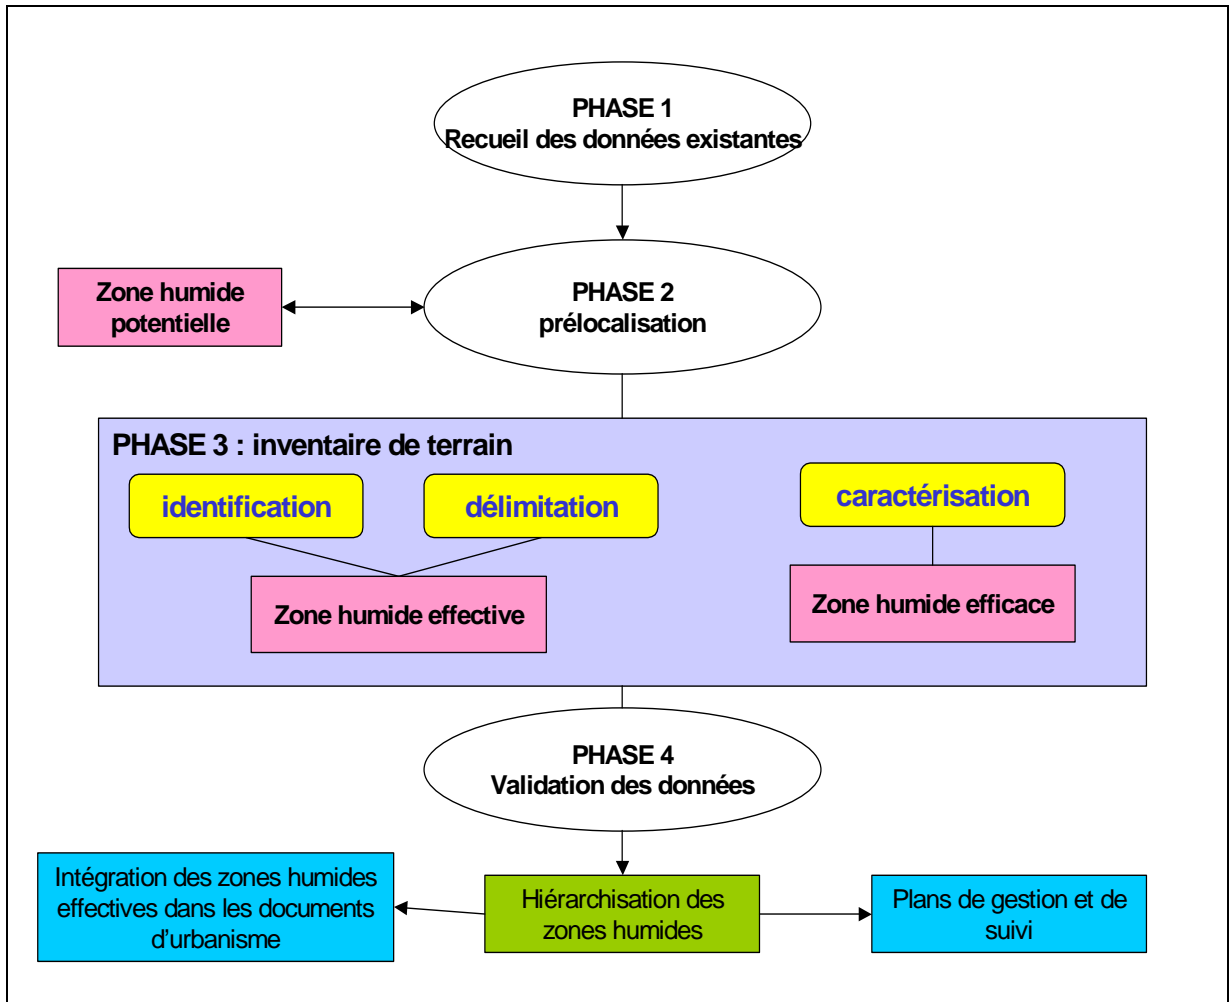 PHASE 1
Recueil des données existantes
Zone humide
potentielle
PHASE 2
prélocalisation
PHASE 3 : inventaire de terrain
identification
délimitation
caractérisation
Zone humide effective
Zone humide efficace
PHASE 4
Validation des données
Intégration des zones humides
effectives dans les documents
d'urbanisme
Hiérarchisation des
zones humides
Plans de gestion et de
suivi